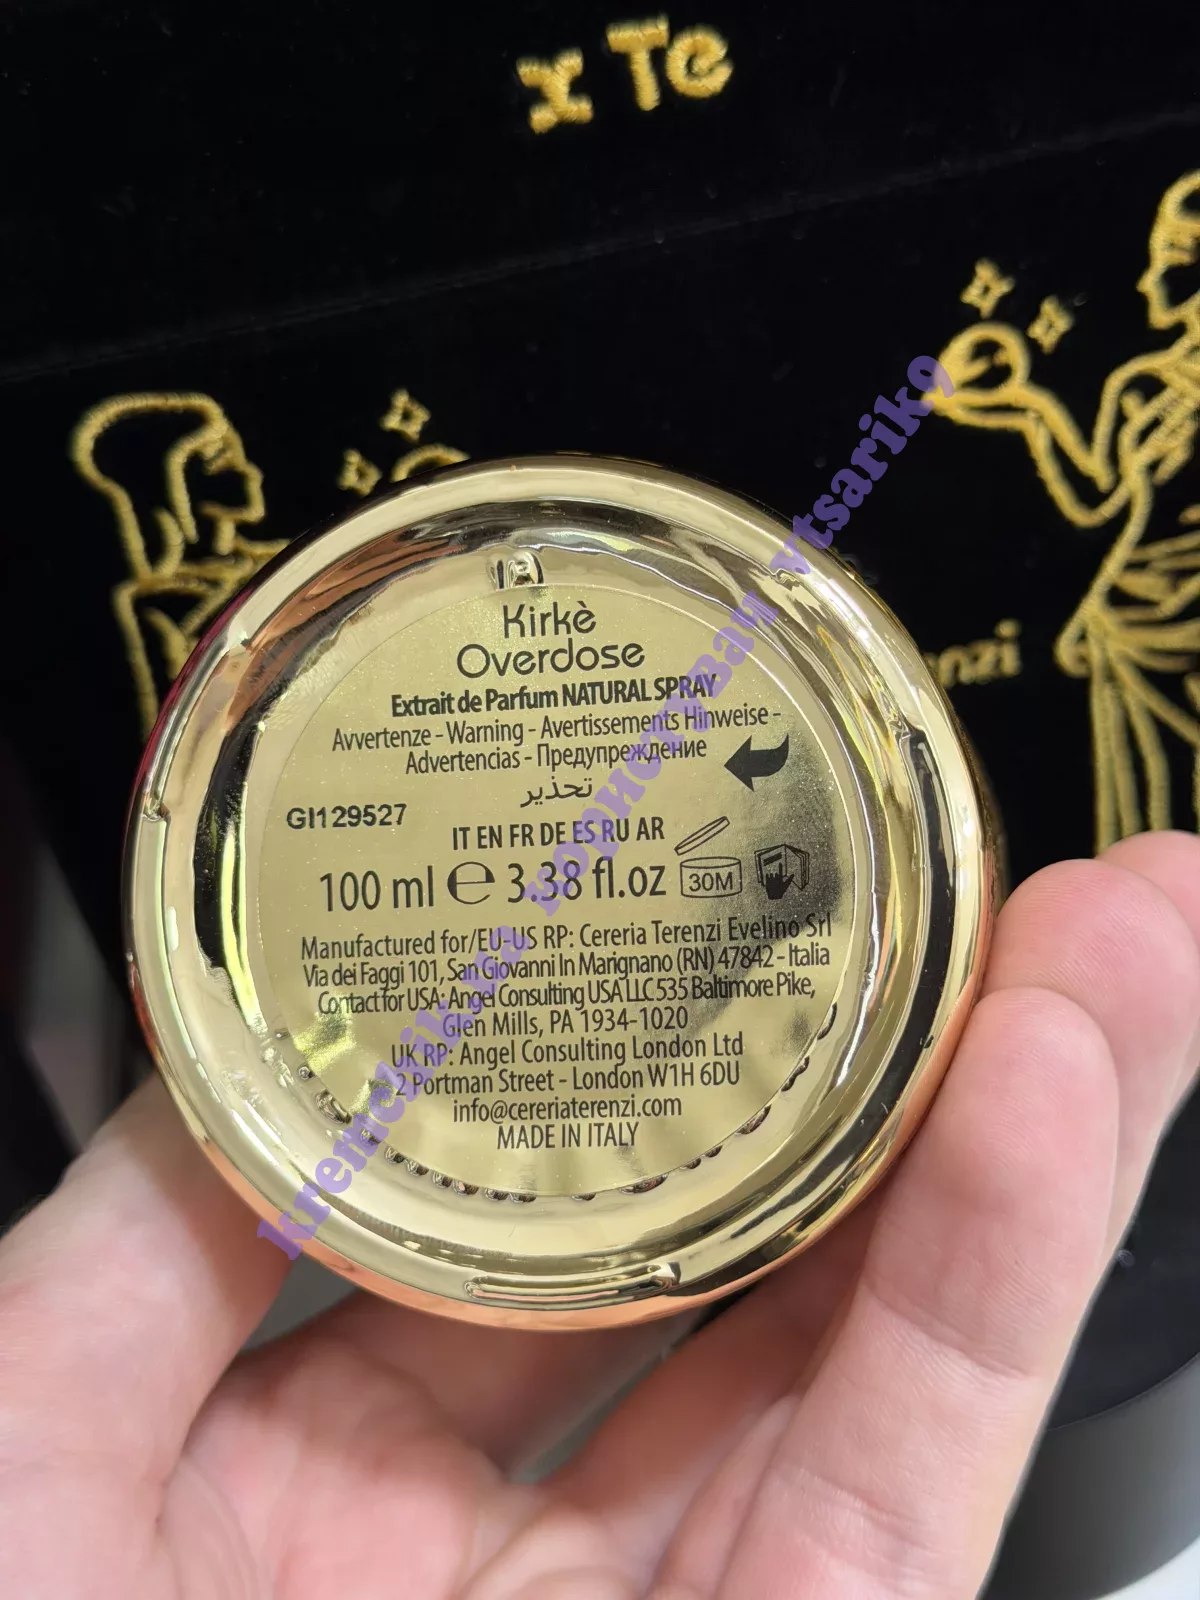 x Te
Terenzi
Kirkè
Overdose
Extrait de Parfum NATURAL SPRAY
Avvertenze - Warning - Avertissements Hinweise -
Advertencias - Предупреждение
تحذير
GI129527
IT EN FR DE ES RU AR
100 ml e 3.38 fl.oz
30M
Manufactured for/EU-US RP: Cereria Terenzi Evelino Srl
Via dei Faggi 101, San Giovanni In Marignano (RN) 47842 - Italia
Contact for USA: Angel Consulting USA LLC 535 Baltimore Pike,
Glen Mills, PA 1934-1020
UK RP: Angel Consulting London Ltd
2 Portman Street - London W1H 6DU
info@cereriaterenzi.com
MADE IN ITALY